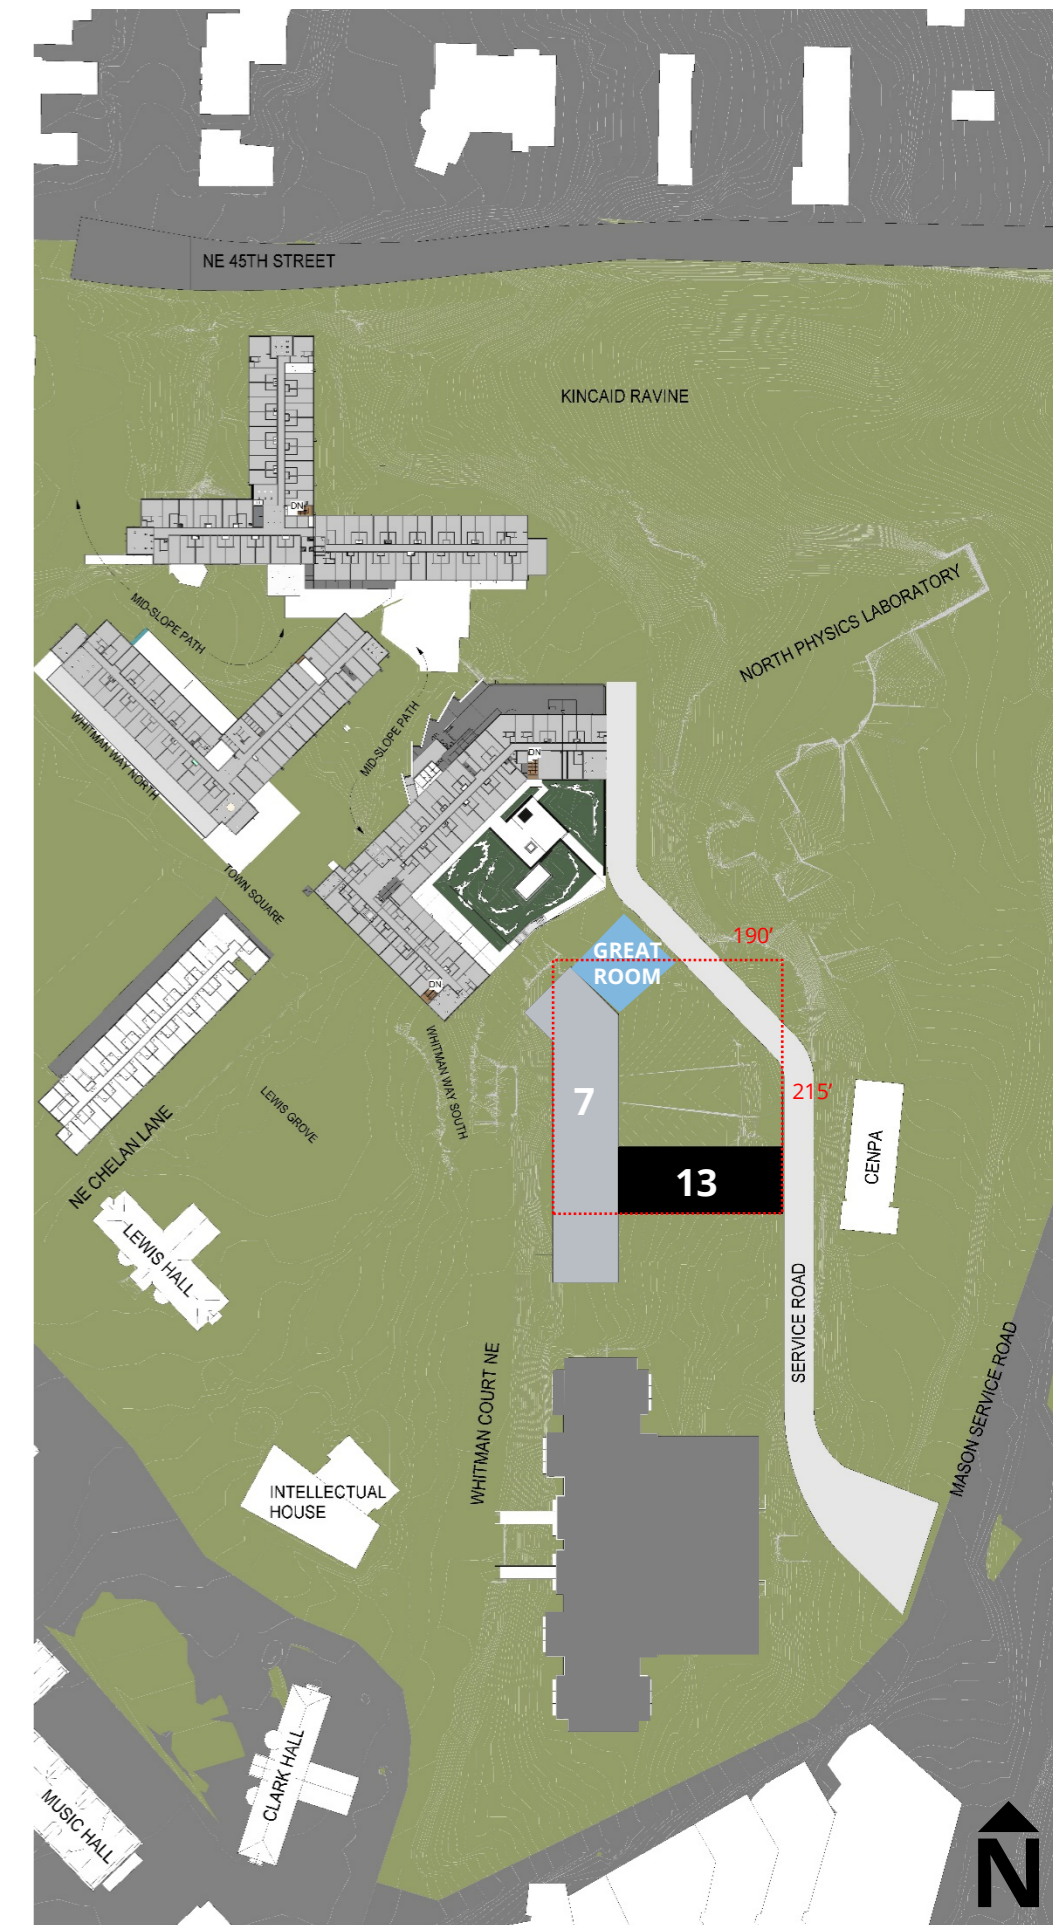 NE 45TH STREET
KINCAID RAVINE
DN
NORTH PHYSICS LABORATORY
MID-SLOPE PATH
WHITMAN WAY NORTH
MID-SLOPE PATH
DN
TOWN SQUARE
GREAT
ROOM
190’
DN
WHITMAN WAY SOUTH
LEWIS GROVE
7
215’
NE CHELAN LANE
CENPA
13
LEWIS HALL
SERVICE ROAD
WHITMAN COURT NE
MASON SERVICE ROAD
INTELLECTUAL
HOUSE
CLARK HALL
MUSIC HALL
N